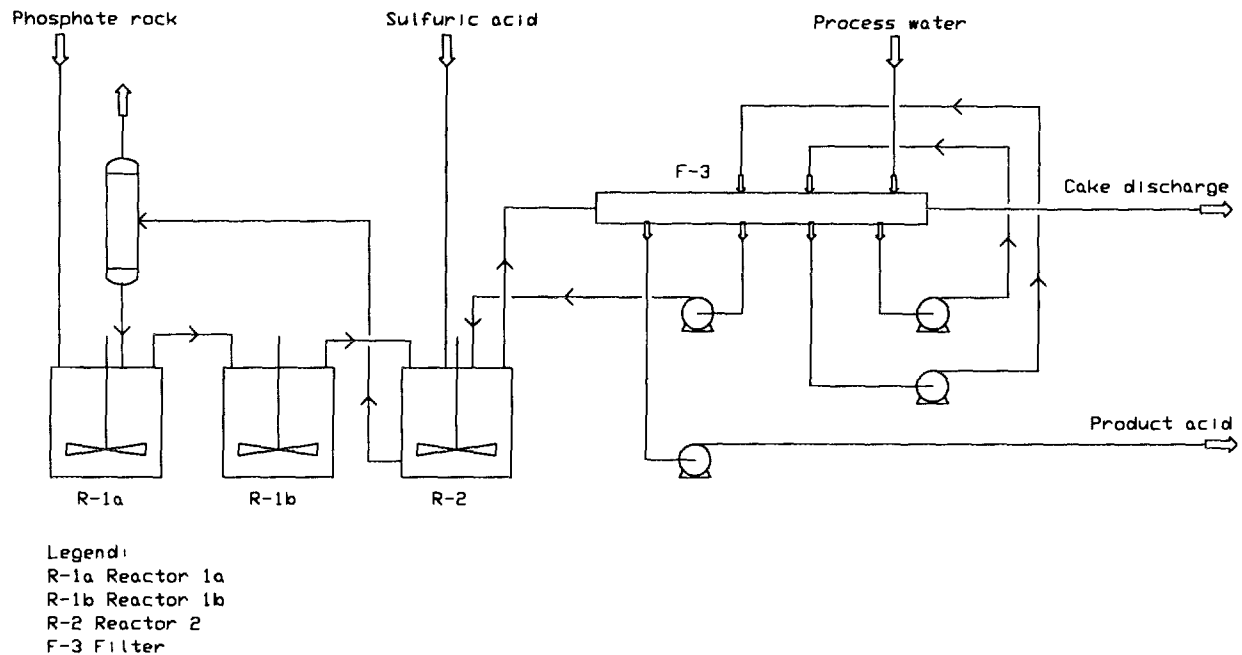 Phosphate rock
Sulfuric acid
Process water
F-3
Cake discharge
Product acid
R-1a
R-1b
R-2
Legend:
R-1a Reactor 1a
R-1b Reactor 1b
R-2 Reactor 2
F-3 Filter